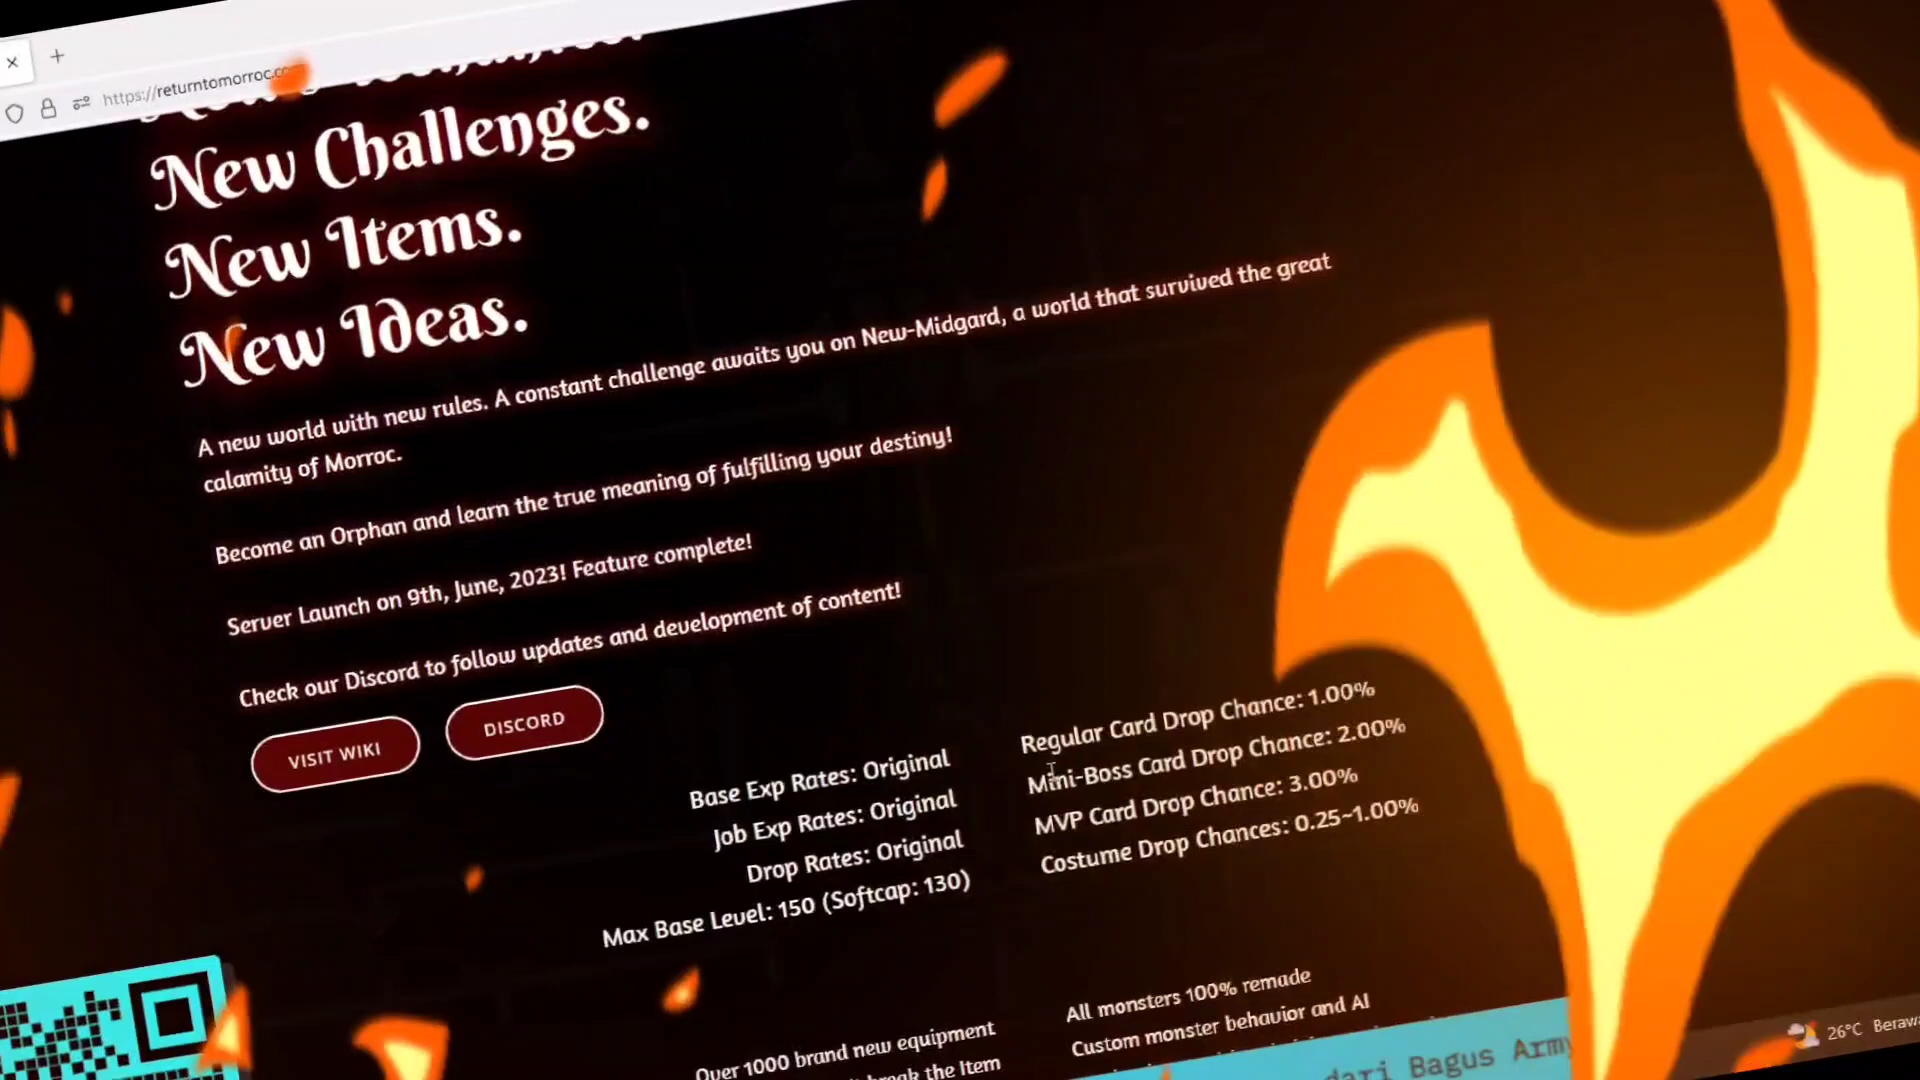 https://returntomorroc.
New Challenges.
New Items.
New Ideas.
A new world with new rules. A constant challenge awaits you on New-Midgard, a world that survived the great
calamity of Morroc.
Become an Orphan and learn the true meaning of fulfilling your destiny!
Server Launch on 9th, June, 2023! Feature complete!
Check our Discord to follow updates and development of content!
VISIT WIKI
DISCORD
Base Exp Rates: Original
Job Exp Rates: Original
Drop Rates: Original
Max Base Level: 150 (Softcap: 130)
Regular Card Drop Chance: 1.00%
Mini-Boss Card Drop Chance: 2.00%
MVP Card Drop Chance: 3.00%
Costume Drop Chances: 0.25~1.00%
Over 1000 brand new equipment
break the Item
All monsters 100% remade
Custom monster behavior and AI
dari Bagus Army
26°C Berawa